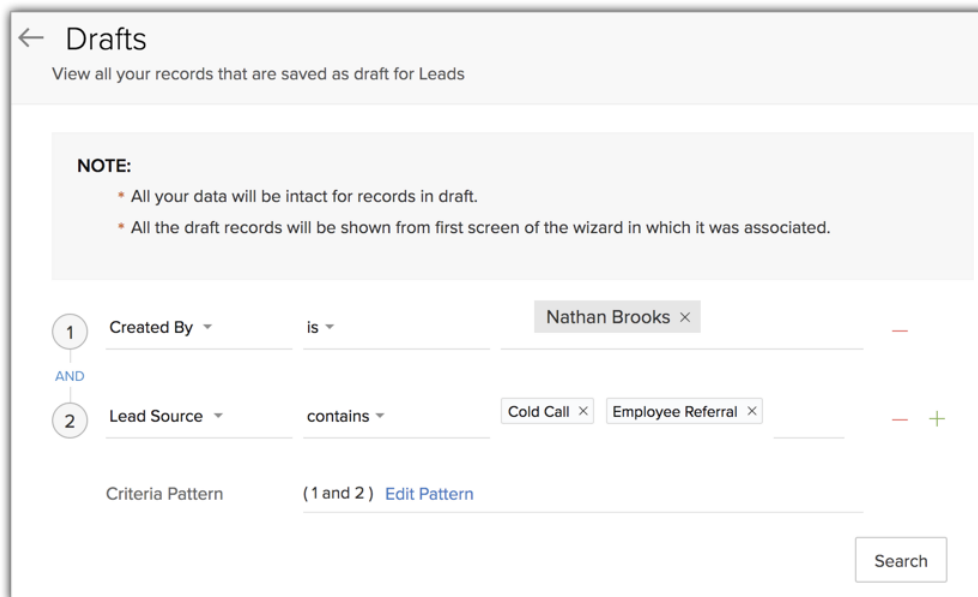 Drafts
View all your records that are saved as draft for Leads
NOTE:
* All your data will be intact for records in draft.
* All the draft records will be shown from first screen of the wizard in which it was associated.
1 Created By is Nathan Brooks ×
AND
2 Lead Source contains Cold Call × Employee Referral ×
Criteria Pattern (1 and 2) Edit Pattern
Search